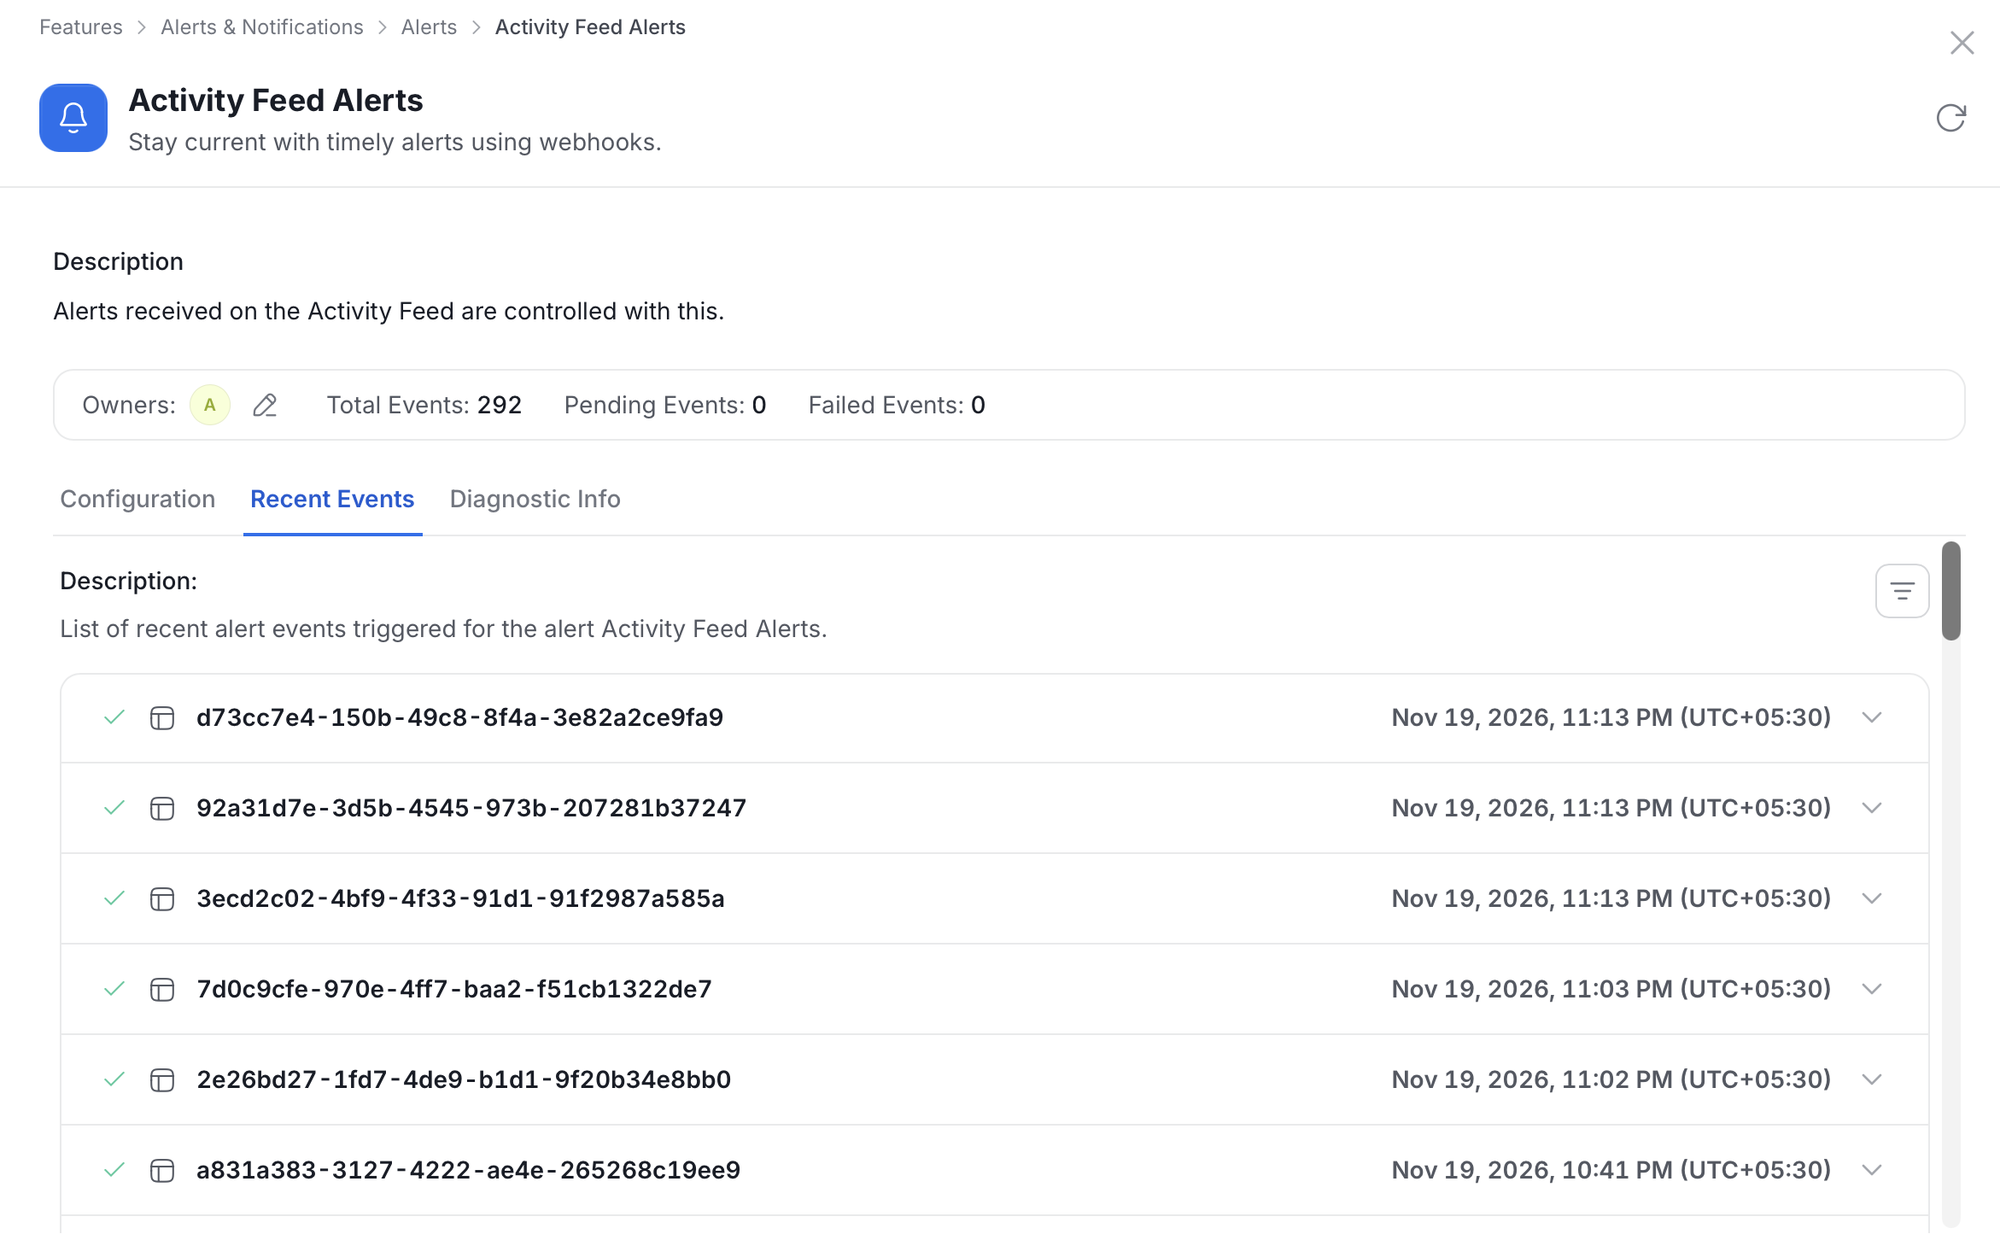 Features > Alerts & Notifications > Alerts > Activity Feed Alerts
Activity Feed Alerts
Stay current with timely alerts using webhooks.
Description
Alerts received on the Activity Feed are controlled with this.
Owners: A Total Events: 292 Pending Events: 0 Failed Events: 0
Configuration Recent Events Diagnostic Info
Description:
List of recent alert events triggered for the alert Activity Feed Alerts.
d73cc7e4-150b-49c8-8f4a-3e82a2ce9fa9 Nov 19, 2026, 11:13 PM (UTC+05:30)
92a31d7e-3d5b-4545-973b-207281b37247 Nov 19, 2026, 11:13 PM (UTC+05:30)
3ecd2c02-4bf9-4f33-91d1-91f2987a585a Nov 19, 2026, 11:13 PM (UTC+05:30)
7d0c9cfe-970e-4ff7-baa2-f51cb1322de7 Nov 19, 2026, 11:03 PM (UTC+05:30)
2e26bd27-1fd7-4de9-b1d1-9f20b34e8bb0 Nov 19, 2026, 11:02 PM (UTC+05:30)
a831a383-3127-4222-ae4e-265268c19ee9 Nov 19, 2026, 10:41 PM (UTC+05:30)